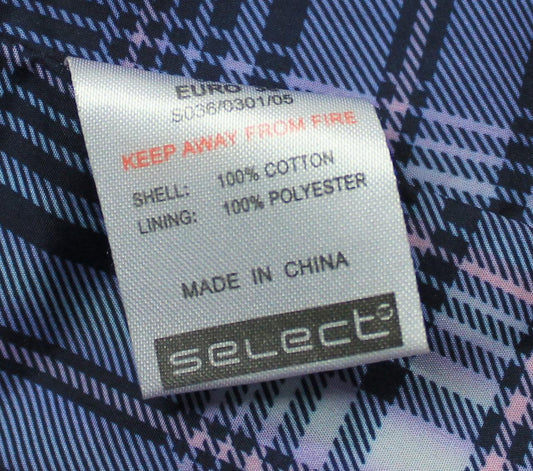 EURO
S036/0301/05
KEEP AWAY FROM FIRE
SHELL: 100% COTTON
LINING: 100% POLYESTER
MADE IN CHINA
select